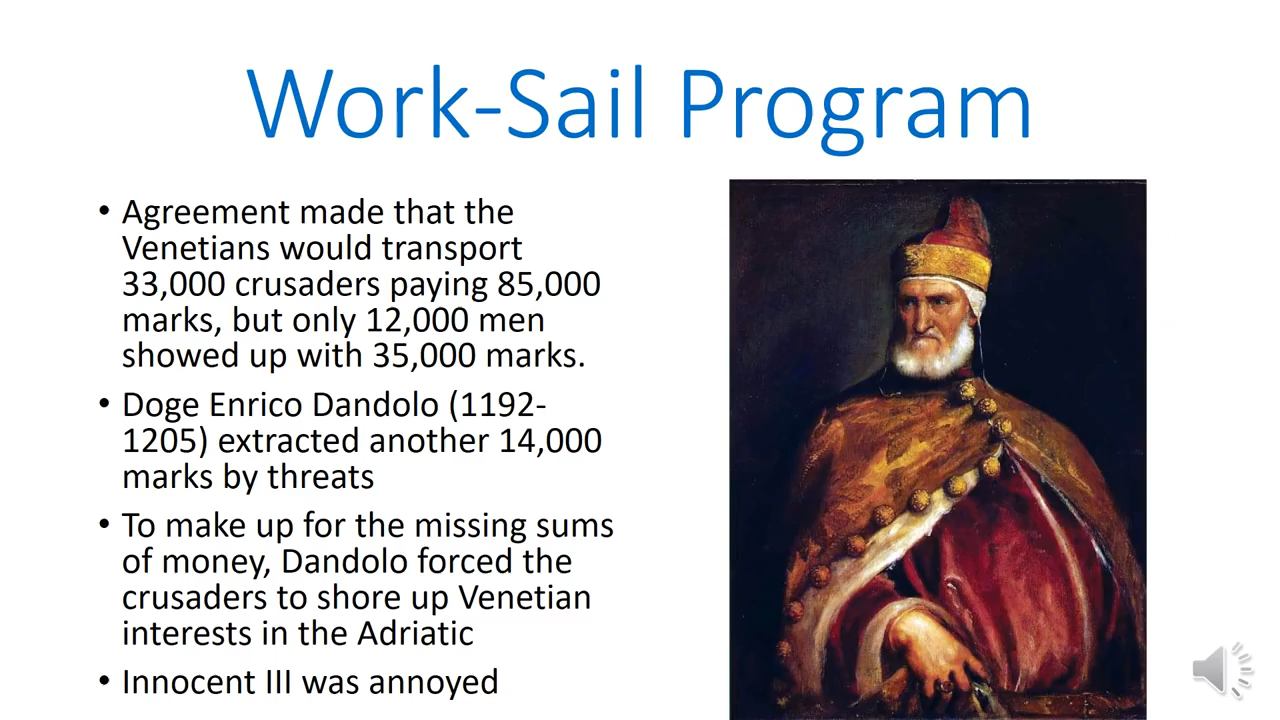 Work-Sail Program
• Agreement made that the
Venetians would transport
33,000 crusaders paying 85,000
marks, but only 12,000 men
showed up with 35,000 marks.
• Doge Enrico Dandolo (1192-
1205) extracted another 14,000
marks by threats
• To make up for the missing sums
of money, Dandolo forced the
crusaders to shore up Venetian
interests in the Adriatic
• Innocent III was annoyed